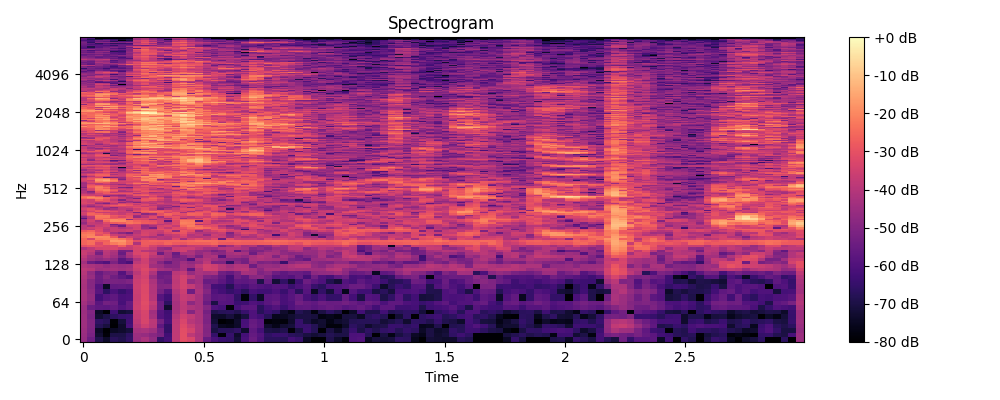 Spectrogram
Hz
4096
2048
1024
512
256
128
64
0
0
0.5
1
1.5
2
2.5
Time
+0 dB
-10 dB
-20 dB
-30 dB
-40 dB
-50 dB
-60 dB
-70 dB
-80 dB